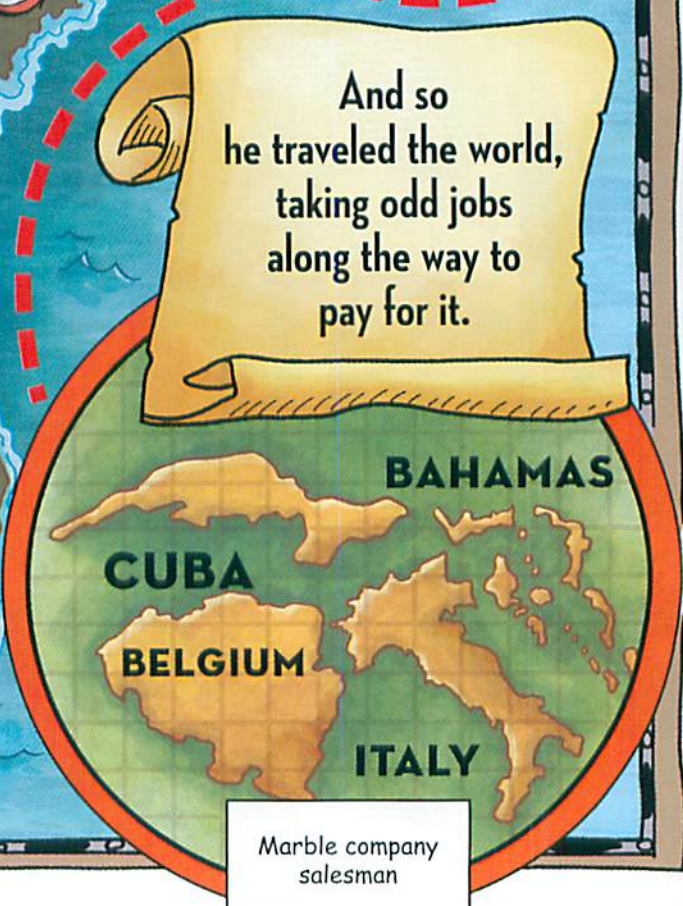 And so
he traveled the world,
taking odd jobs
along the way to
pay for it.
BAHAMAS
CUBA
BELGIUM
ITALY
Marble company
salesman